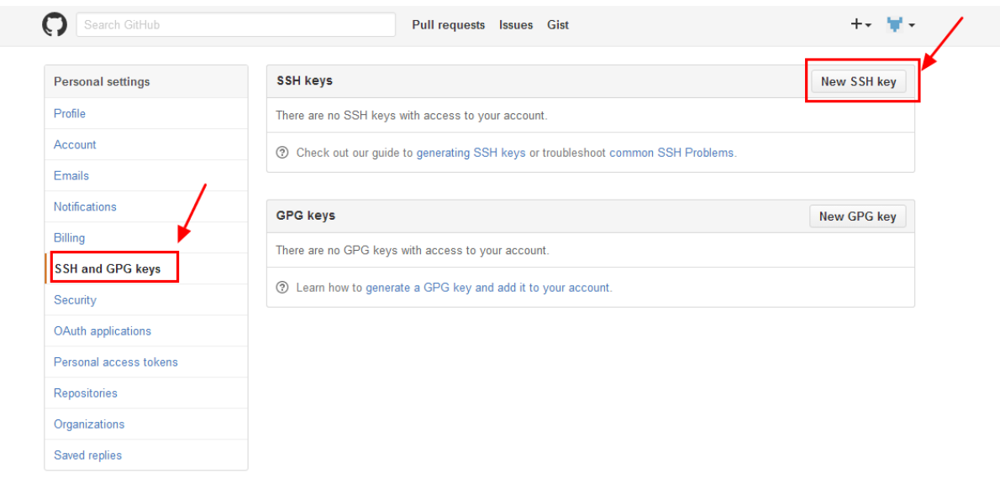 Search GitHub
Pull requests Issues Gist
Personal settings
Profile
Account
Emails
Notifications
Billing
SSH and GPG keys
Security
OAuth applications
Personal access tokens
Repositories
Organizations
Saved replies
SSH keys
New SSH key
There are no SSH keys with access to your account.
Check out our guide to generating SSH keys or troubleshoot common SSH Problems.
GPG keys
New GPG key
There are no GPG keys with access to your account.
Learn how to generate a GPG key and add it to your account.